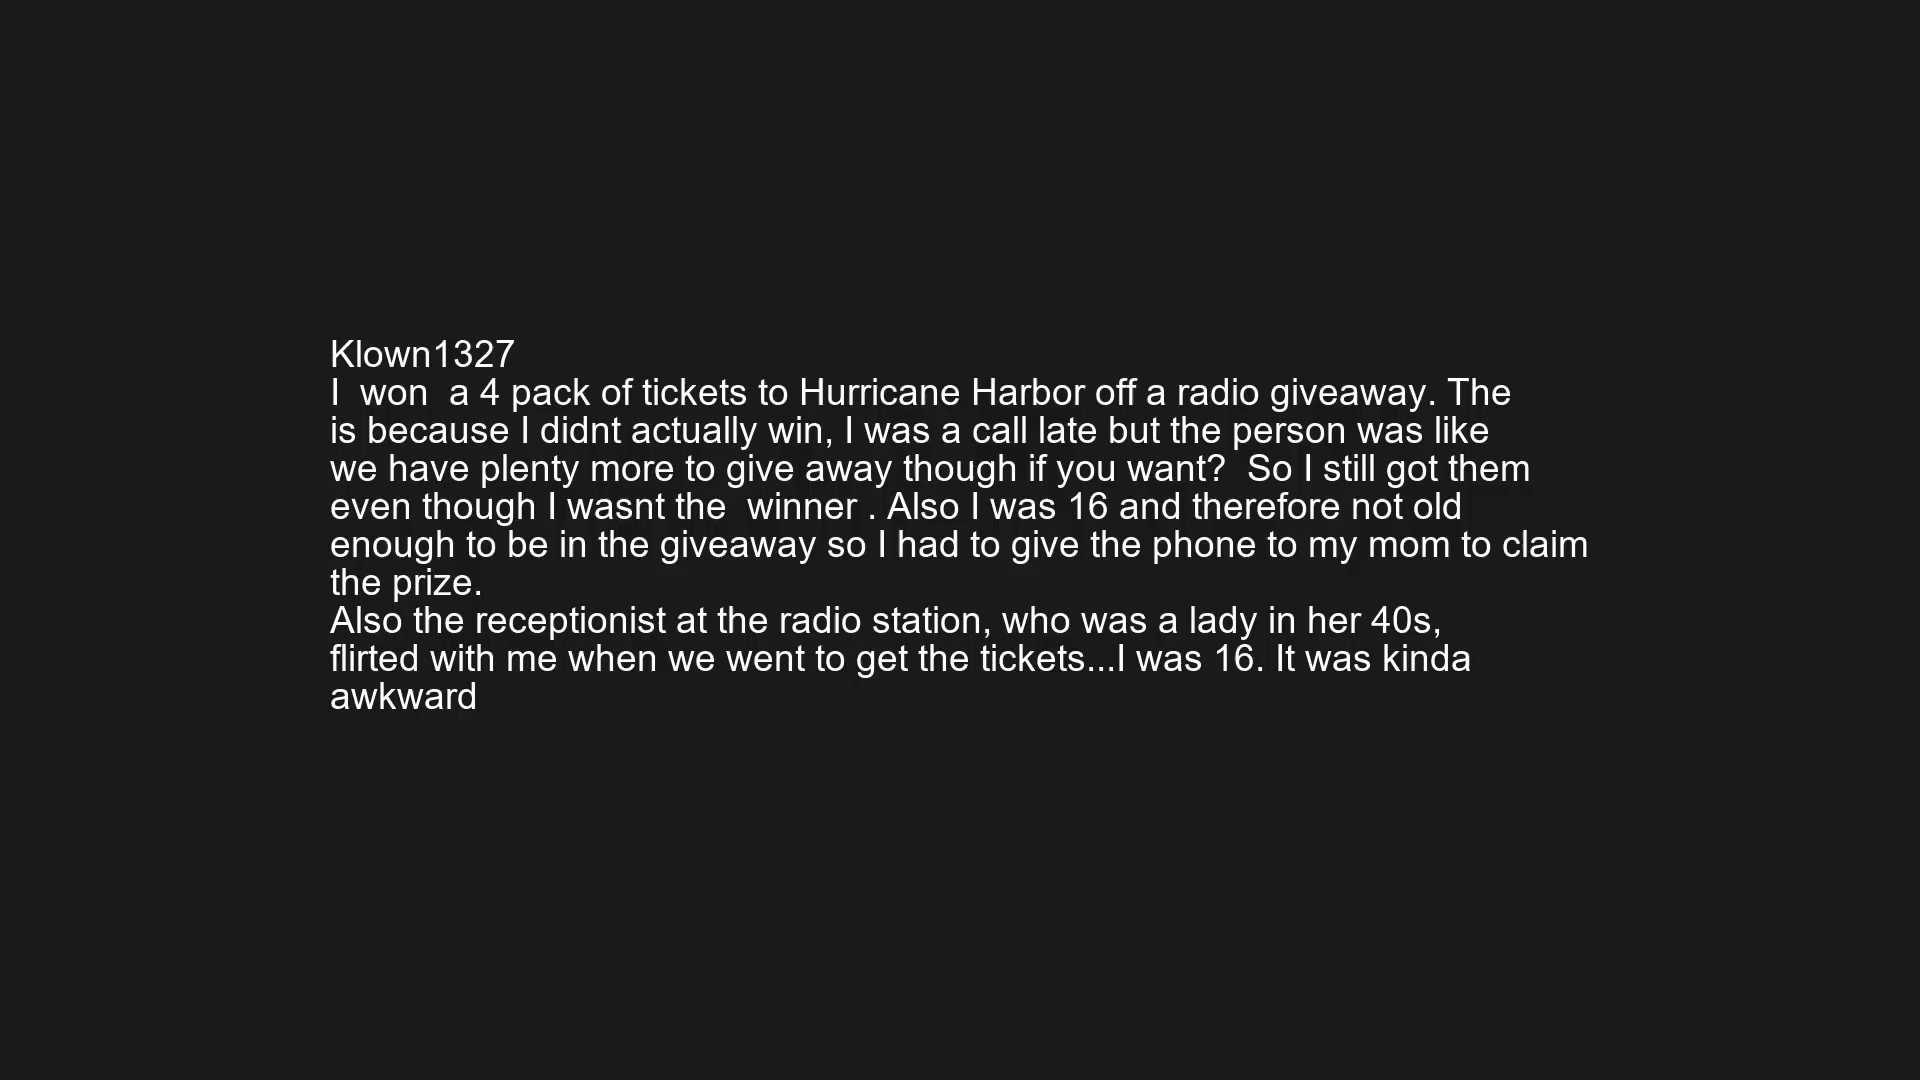 Klown1327
I  won  a 4 pack of tickets to Hurricane Harbor off a radio giveaway. The
is because I didnt actually win, I was a call late but the person was like
we have plenty more to give away though if you want?  So I still got them
even though I wasnt the  winner . Also I was 16 and therefore not old
enough to be in the giveaway so I had to give the phone to my mom to claim
the prize.
Also the receptionist at the radio station, who was a lady in her 40s,
flirted with me when we went to get the tickets...I was 16. It was kinda
awkward